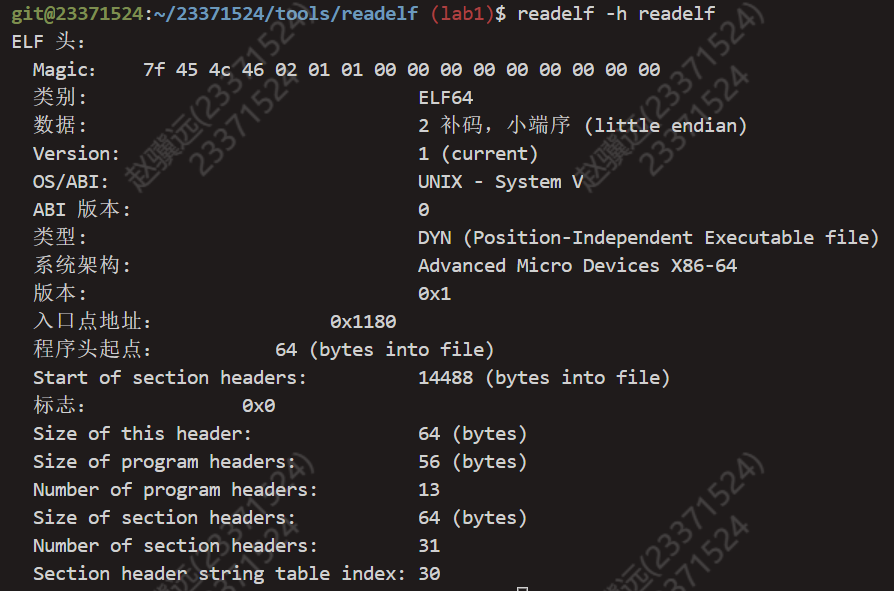 git@23371524:~/23371524/tools/readelf (lab1)$ readelf -h readelf
ELF 头:
  Magic:   7f 45 4c 46 02 01 01 00 00 00 00 00 00 00 00 00
  类别:                              ELF64
  数据:                              2 补码，小端序 (little endian)
  Version:                           1 (current)
  OS/ABI:                            UNIX - System V
  ABI 版本:                          0
  类型:                              DYN (Position-Independent Executable file)
  系统架构:                          Advanced Micro Devices X86-64
  版本:                              0x1
  入口点地址:               0x1180
  程序头起点:          64 (bytes into file)
  Start of section headers:          14488 (bytes into file)
  标志:             0x0
  Size of this header:               64 (bytes)
  Size of program headers:           56 (bytes)
  Number of program headers:         13
  Size of section headers:           64 (bytes)
  Number of section headers:         31
  Section header string table index: 30
赵骥远(23371524)
23371524
赵骥远(23371524)
23371524
骥远(23371524)
23371524
骥远(23371524)
371524